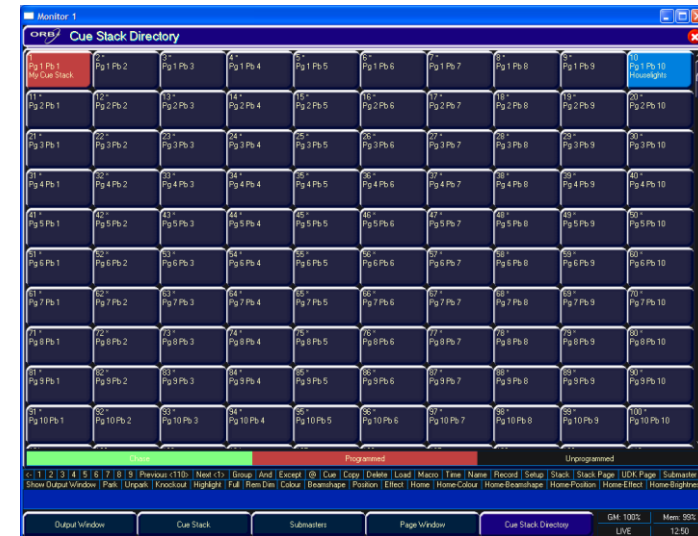 Monitor 1
ORB Cue Stack Directory
1
Pg 1 Pb 1
My Cue Stack
2 *
Pg 1 Pb 2
3 *
Pg 1 Pb 3
4 *
Pg 1 Pb 4
5 *
Pg 1 Pb 5
6 *
Pg 1 Pb 6
7 *
Pg 1 Pb 7
8 *
Pg 1 Pb 8
9 *
Pg 1 Pb 9
10
Pg 1 Pb 10
Houselights
11 *
Pg 2 Pb 1
12 *
Pg 2 Pb 2
13 *
Pg 2 Pb 3
14 *
Pg 2 Pb 4
15 *
Pg 2 Pb 5
16 *
Pg 2 Pb 6
17 *
Pg 2 Pb 7
18 *
Pg 2 Pb 8
19 *
Pg 2 Pb 9
20 *
Pg 2 Pb 10
21 *
Pg 3 Pb 1
22 *
Pg 3 Pb 2
23 *
Pg 3 Pb 3
24 *
Pg 3 Pb 4
25 *
Pg 3 Pb 5
26 *
Pg 3 Pb 6
27 *
Pg 3 Pb 7
28 *
Pg 3 Pb 8
29 *
Pg 3 Pb 9
30 *
Pg 3 Pb 10
31 *
Pg 4 Pb 1
32 *
Pg 4 Pb 2
33 *
Pg 4 Pb 3
34 *
Pg 4 Pb 4
35 *
Pg 4 Pb 5
36 *
Pg 4 Pb 6
37 *
Pg 4 Pb 7
38 *
Pg 4 Pb 8
39 *
Pg 4 Pb 9
40 *
Pg 4 Pb 10
41 *
Pg 5 Pb 1
42 *
Pg 5 Pb 2
43 *
Pg 5 Pb 3
44 *
Pg 5 Pb 4
45 *
Pg 5 Pb 5
46 *
Pg 5 Pb 6
47 *
Pg 5 Pb 7
48 *
Pg 5 Pb 8
49 *
Pg 5 Pb 9
50 *
Pg 5 Pb 10
51 *
Pg 6 Pb 1
52 *
Pg 6 Pb 2
53 *
Pg 6 Pb 3
54 *
Pg 6 Pb 4
55 *
Pg 6 Pb 5
56 *
Pg 6 Pb 6
57 *
Pg 6 Pb 7
58 *
Pg 6 Pb 8
59 *
Pg 6 Pb 9
60 *
Pg 6 Pb 10
61 *
Pg 7 Pb 1
62 *
Pg 7 Pb 2
63 *
Pg 7 Pb 3
64 *
Pg 7 Pb 4
65 *
Pg 7 Pb 5
66 *
Pg 7 Pb 6
67 *
Pg 7 Pb 7
68 *
Pg 7 Pb 8
69 *
Pg 7 Pb 9
70 *
Pg 7 Pb 10
71 *
Pg 8 Pb 1
72 *
Pg 8 Pb 2
73 *
Pg 8 Pb 3
74 *
Pg 8 Pb 4
75 *
Pg 8 Pb 5
76 *
Pg 8 Pb 6
77 *
Pg 8 Pb 7
78 *
Pg 8 Pb 8
79 *
Pg 8 Pb 9
80 *
Pg 8 Pb 10
81 *
Pg 9 Pb 1
82 *
Pg 9 Pb 2
83 *
Pg 9 Pb 3
84 *
Pg 9 Pb 4
85 *
Pg 9 Pb 5
86 *
Pg 9 Pb 6
87 *
Pg 9 Pb 7
88 *
Pg 9 Pb 8
89 *
Pg 9 Pb 9
90 *
Pg 9 Pb 10
91 *
Pg 10 Pb 1
92 *
Pg 10 Pb 2
93 *
Pg 10 Pb 3
94 *
Pg 10 Pb 4
95 *
Pg 10 Pb 5
96 *
Pg 10 Pb 6
97 *
Pg 10 Pb 7
98 *
Pg 10 Pb 8
99 *
Pg 10 Pb 9
100 *
Pg 10 Pb 10
Chase Programmed Unprogrammed
<- 1 2 3 4 5 6 7 8 9 Previous <110> Next <1> Group And Except @ Cue Copy Delete Load Macro Time Name Record Setup Stack Stack Page UDK Page Submaster
Show Output Window Park Unpark Knockout Highlight Full Rem Dim Colour Beamshape Position Effect Home Home-Colour Home-Beamshape Home-Position Home-Effect Home-Brightne
Output Window Cue Stack Submasters Page Window Cue Stack Directory
GM: 100% Mem: 99%
LIVE 12:50